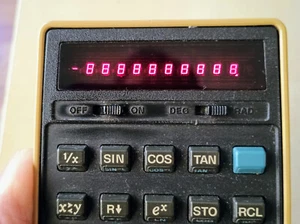 -8888888888
OFF ON DEG RAD
1/x SIN COS TAN
x≷y R↓ eˣ STO RCL